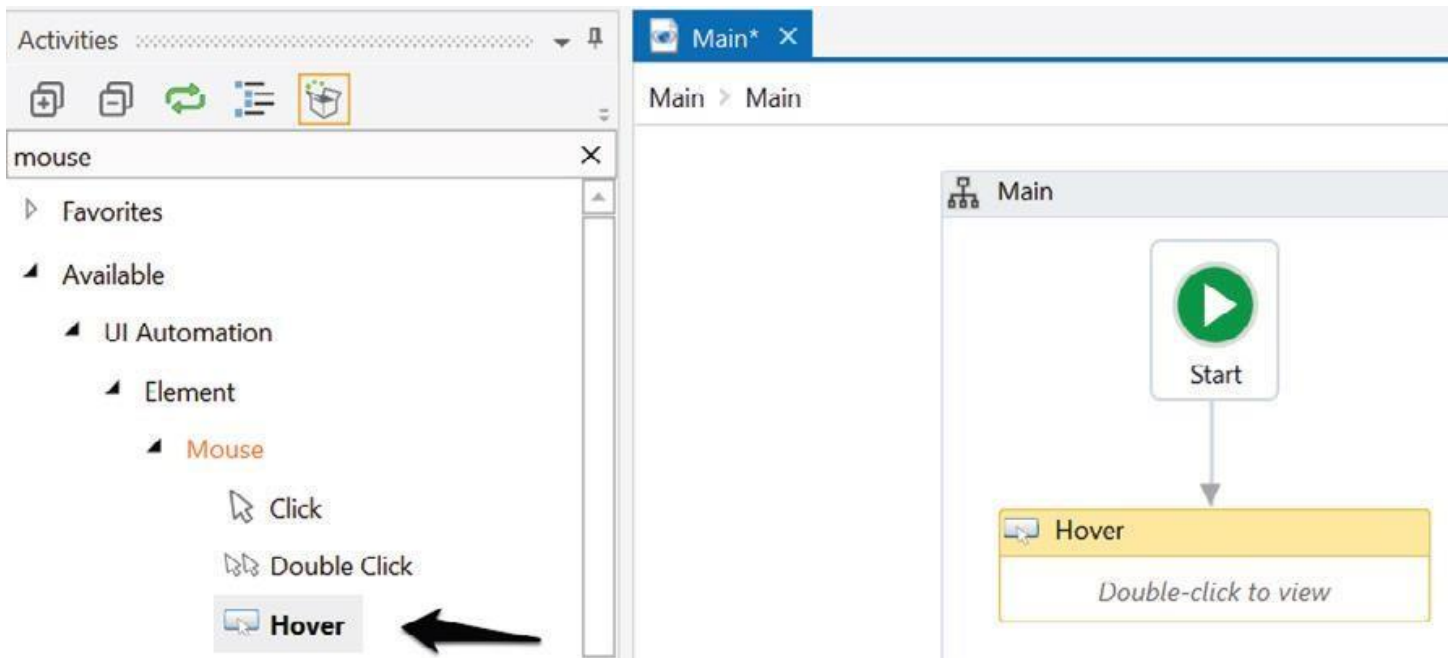 Activities
mouse
Favorites
Available
UI Automation
Element
Mouse
Click
Double Click
Hover
Main*
Main > Main
Main
Start
Hover
Double-click to view